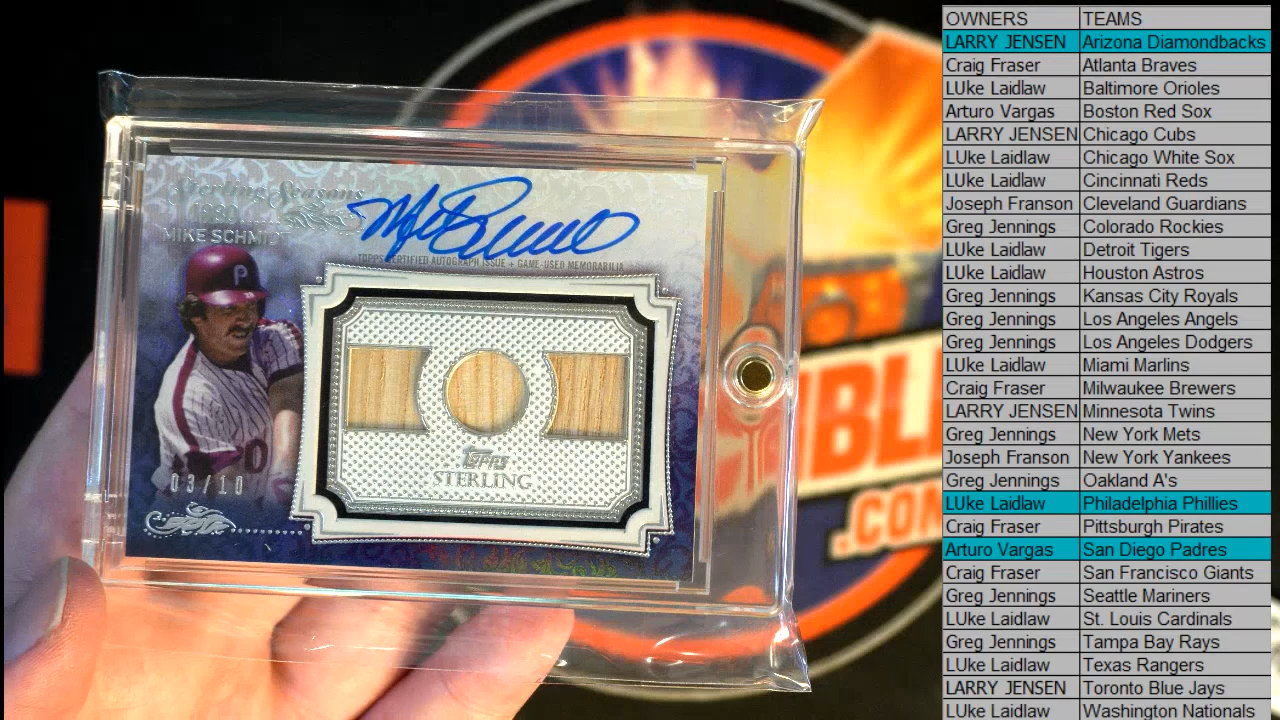 Sterling Seasons
1980
MIKE SCHMIDT
TOPPS CERTIFIED AUTOGRAPH ISSUE + GAME-USED MEMORABILIA
P
0
03/10
TOPPS
STERLING
BL
.COM
OWNERS TEAMS
LARRY JENSEN Arizona Diamondbacks
Craig Fraser Atlanta Braves
LUke Laidlaw Baltimore Orioles
Arturo Vargas Boston Red Sox
LARRY JENSEN Chicago Cubs
LUke Laidlaw Chicago White Sox
LUke Laidlaw Cincinnati Reds
Joseph Franson Cleveland Guardians
Greg Jennings Colorado Rockies
LUke Laidlaw Detroit Tigers
LUke Laidlaw Houston Astros
Greg Jennings Kansas City Royals
Greg Jennings Los Angeles Angels
Greg Jennings Los Angeles Dodgers
LUke Laidlaw Miami Marlins
Craig Fraser Milwaukee Brewers
LARRY JENSEN Minnesota Twins
Greg Jennings New York Mets
Joseph Franson New York Yankees
Greg Jennings Oakland A's
LUke Laidlaw Philadelphia Phillies
Craig Fraser Pittsburgh Pirates
Arturo Vargas San Diego Padres
Craig Fraser San Francisco Giants
Greg Jennings Seattle Mariners
LUke Laidlaw St. Louis Cardinals
Greg Jennings Tampa Bay Rays
LUke Laidlaw Texas Rangers
LARRY JENSEN Toronto Blue Jays
LUke Laidlaw Washington Nationals